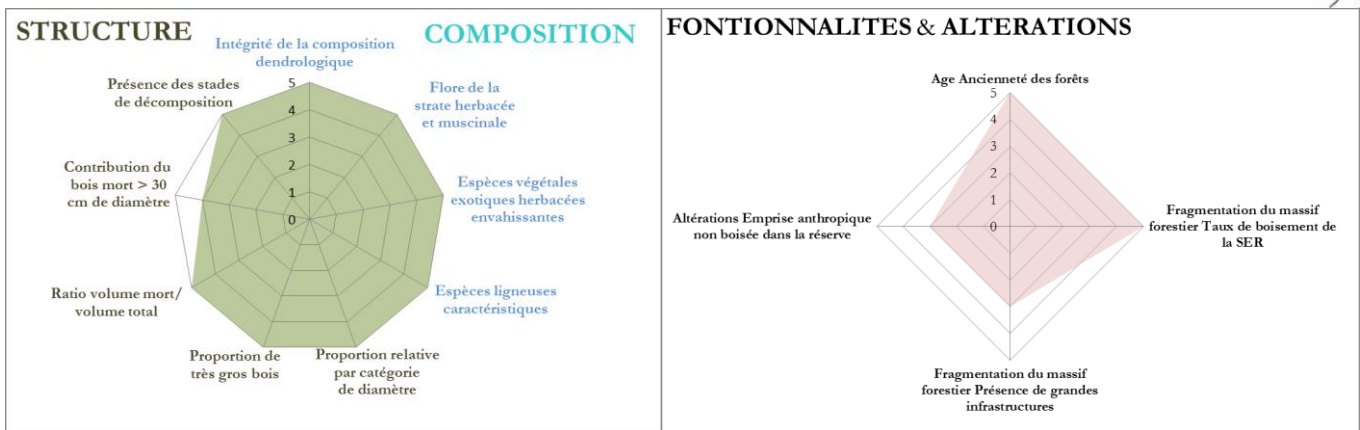 STRUCTURE
COMPOSITION
Intégrité de la composition
dendrologique
Présence des stades
de décomposition
Flore de la
strate herbacée
et muscinale
Contribution du
bois mort > 30
cm de diamètre
Espèces végétales
exotiques herbacées
envahissantes
Ratio volume mort/
volume total
Espèces ligneuses
caractéristiques
Proportion de
très gros bois
Proportion relative
par catégorie
de diamètre
5
4
3
2
1
0
FONTIONNALITES & ALTERATIONS
Age Ancienneté des forêts
5
4
3
2
1
0
Altérations Emprise anthropique
non boisée dans la réserve
Fragmentation du massif
forestier Taux de boisement de
la SER
Fragmentation du massif
forestier Présence de grandes
infrastructures